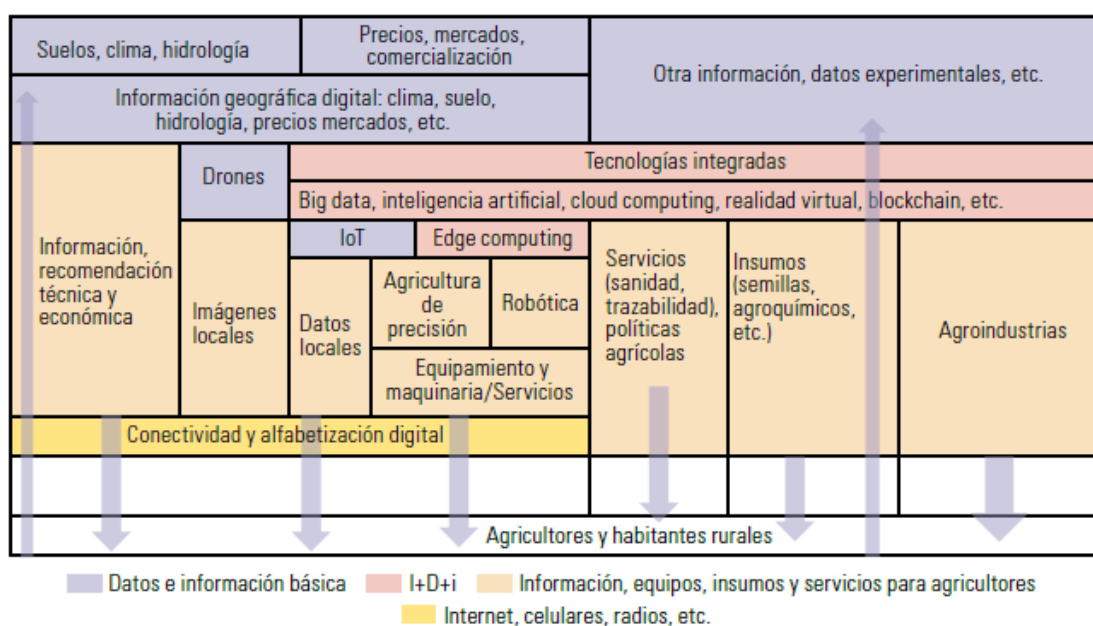 Suelos, clima, hidrología
Precios, mercados,
comercialización
Otra información, datos experimentales, etc.
Información geográfica digital: clima, suelo,
hidrología, precios mercados, etc.
Drones
Tecnologías integradas
Big data, inteligencia artificial, cloud computing, realidad virtual, blockchain, etc.
Información,
recomendación
técnica y
económica
Imágenes
locales
IoT
Edge computing
Datos
locales
Agricultura
de
precisión
Robótica
Equipamiento y
maquinaria/Servicios
Servicios
(sanidad,
trazabilidad),
políticas
agrícolas
Insumos
(semillas,
agroquímicos,
etc.)
Agroindustrias
Conectividad y alfabetización digital
Agricultores y habitantes rurales
Datos e información básica
I+D+i
Información, equipos, insumos y servicios para agricultores
Internet, celulares, radios, etc.